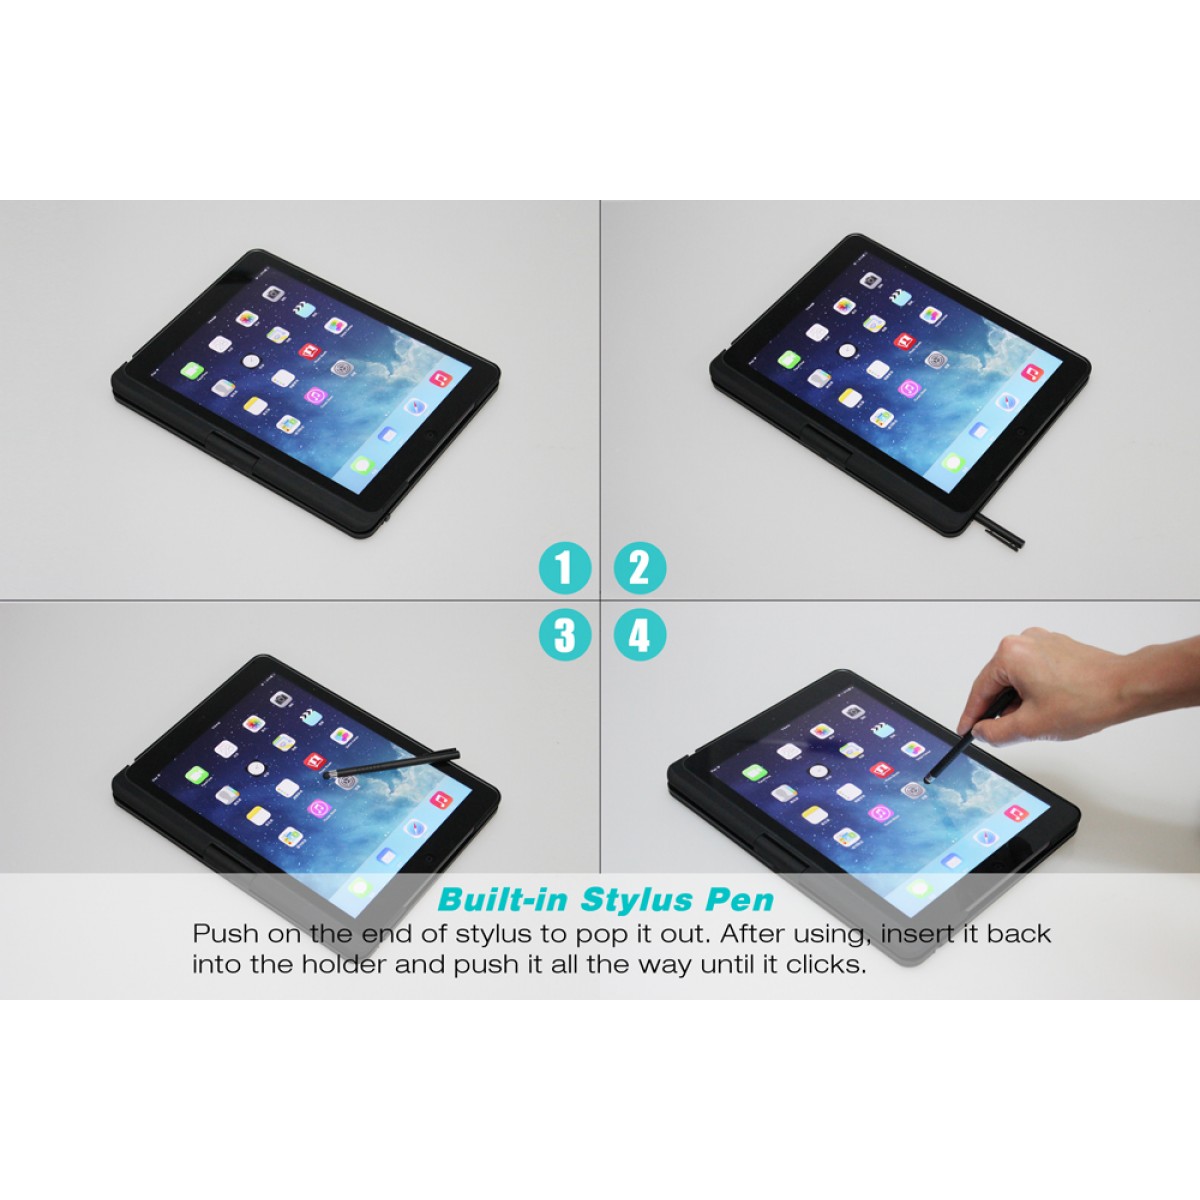 1
2
3
4
Built-in Stylus Pen
Push on the end of stylus to pop it out. After using, insert it back
into the holder and push it all the way until it clicks.